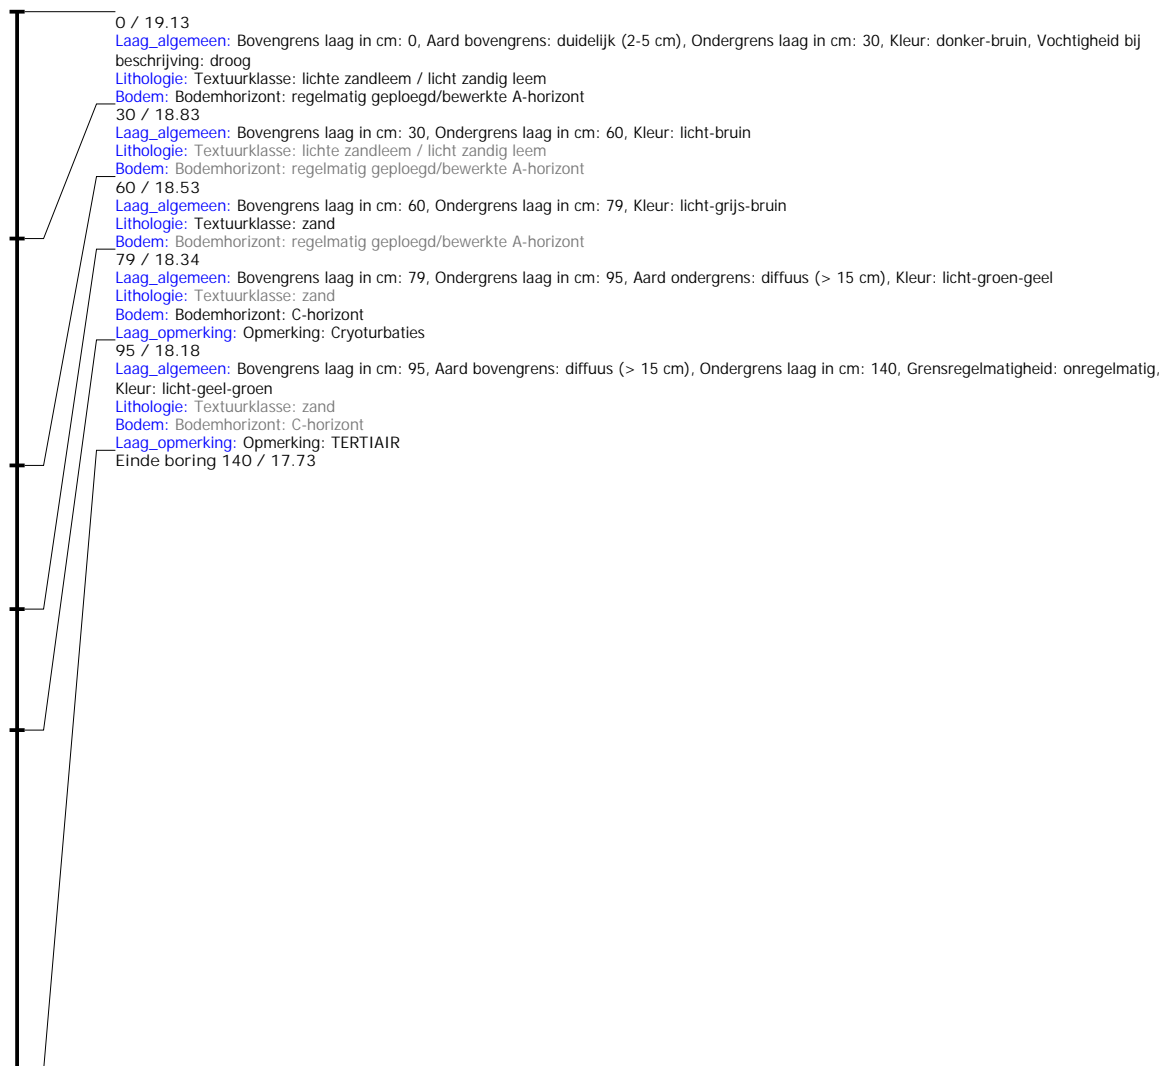 0 / 19.13
Laag_algemeen: Bovengrens laag in cm: 0, Aard bovengrens: duidelijk (2-5 cm), Ondergrens laag in cm: 30, Kleur: donker-bruin, Vochtigheid bij
beschrijving: droog
Lithologie: Textuurklasse: lichte zandleem / licht zandig leem
Bodem: Bodemhorizont: regelmatig geploegd/bewerkte A-horizont
30 / 18.83
Laag_algemeen: Bovengrens laag in cm: 30, Ondergrens laag in cm: 60, Kleur: licht-bruin
Lithologie: Textuurklasse: lichte zandleem / licht zandig leem
Bodem: Bodemhorizont: regelmatig geploegd/bewerkte A-horizont
60 / 18.53
Laag_algemeen: Bovengrens laag in cm: 60, Ondergrens laag in cm: 79, Kleur: licht-grijs-bruin
Lithologie: Textuurklasse: zand
Bodem: Bodemhorizont: regelmatig geploegd/bewerkte A-horizont
79 / 18.34
Laag_algemeen: Bovengrens laag in cm: 79, Ondergrens laag in cm: 95, Aard ondergrens: diffuus (> 15 cm), Kleur: licht-groen-geel
Lithologie: Textuurklasse: zand
Bodem: Bodemhorizont: C-horizont
Laag_opmerking: Opmerking: Cryoturbaties
95 / 18.18
Laag_algemeen: Bovengrens laag in cm: 95, Aard bovengrens: diffuus (> 15 cm), Ondergrens laag in cm: 140, Grensregelmatigheid: onregelmatig,
Kleur: licht-geel-groen
Lithologie: Textuurklasse: zand
Bodem: Bodemhorizont: C-horizont
Laag_opmerking: Opmerking: TERTIAIR
Einde boring 140 / 17.73